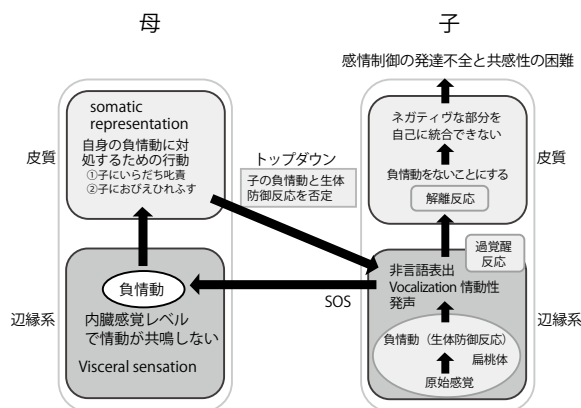 母
子
感情制御の発達不全と共感性の困難
somatic
representation
自身の負情動に対
処するための行動
①子にいらだち叱責
②子におびえひれふす
皮質
トップダウン
子の負情動と生体
防御反応を否定
ネガティヴな部分を
自己に統合できない
負情動をないことにする
解離反応
皮質
過覚醒
反応
負情動
内臓感覚レベル
で情動が共鳴しない
Visceral sensation
辺縁系
SOS
非言語表出
Vocalization 情動性
発声
負情動（生体防御反応）
扁桃体
原始感覚
辺縁系